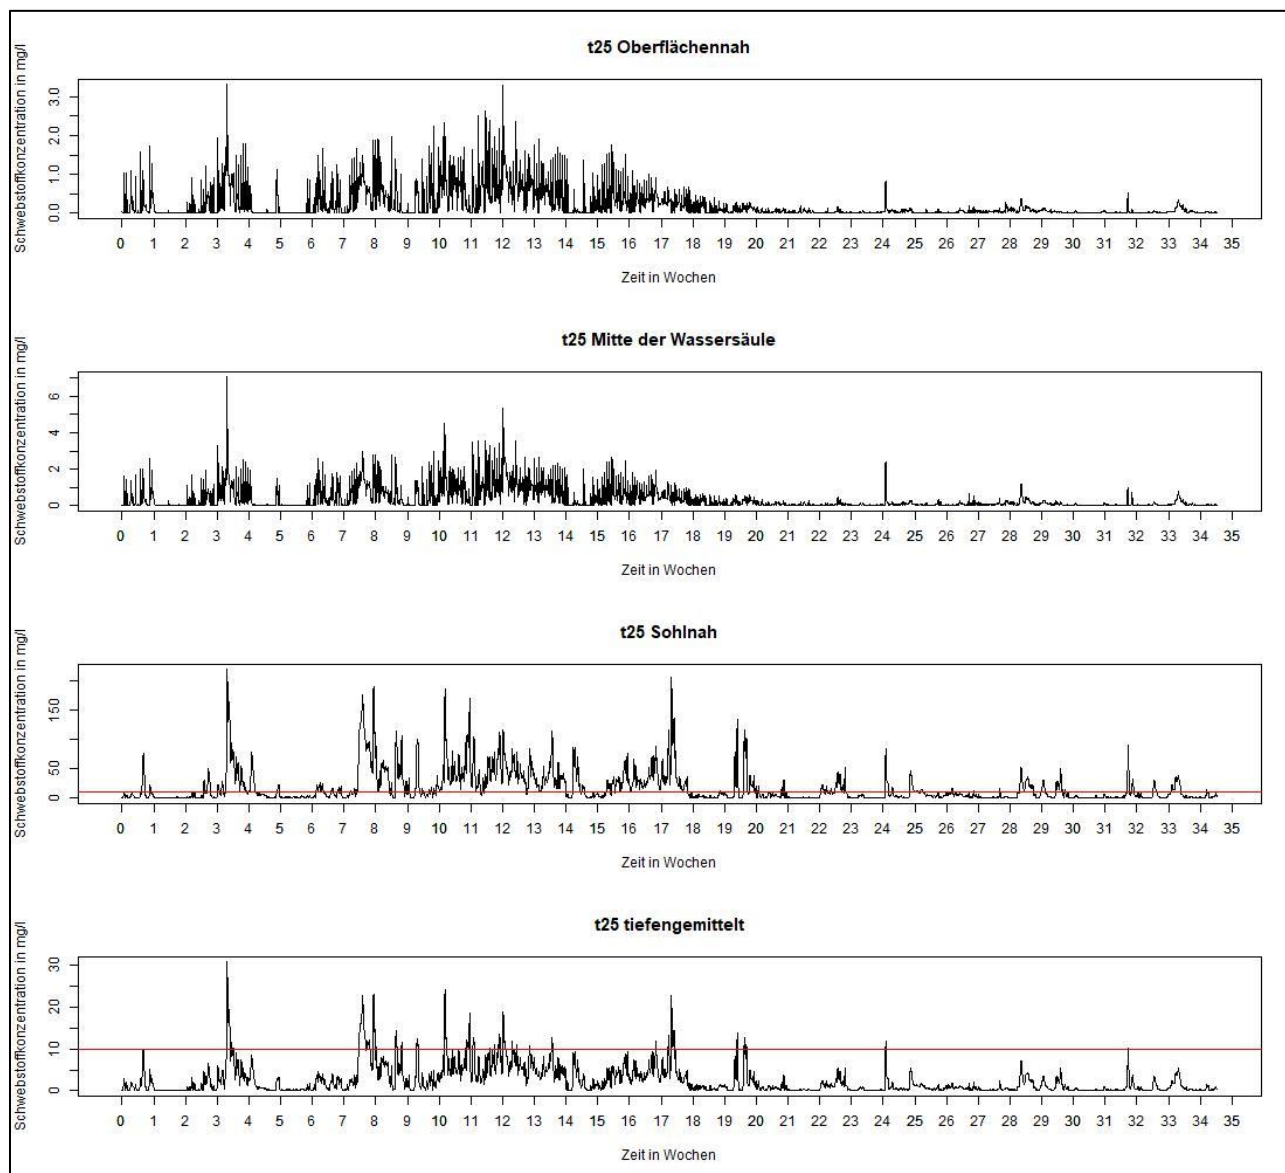 t25 Oberflächennah
Schwebstoffkonzentration in mg/l
3.0
2.0
1.0
0.0
0 1 2 3 4 5 6 7 8 9 10 11 12 13 14 15 16 17 18 19 20 21 22 23 24 25 26 27 28 29 30 31 32 33 34 35
Zeit in Wochen
t25 Mitte der Wassersäule
Schwebstoffkonzentration in mg/l
6
4
2
0
0 1 2 3 4 5 6 7 8 9 10 11 12 13 14 15 16 17 18 19 20 21 22 23 24 25 26 27 28 29 30 31 32 33 34 35
Zeit in Wochen
t25 Sohlnah
Schwebstoffkonzentration in mg/l
150
50
0
0 1 2 3 4 5 6 7 8 9 10 11 12 13 14 15 16 17 18 19 20 21 22 23 24 25 26 27 28 29 30 31 32 33 34 35
Zeit in Wochen
t25 tiefengemittelt
Schwebstoffkonzentration in mg/l
30
20
10
0
0 1 2 3 4 5 6 7 8 9 10 11 12 13 14 15 16 17 18 19 20 21 22 23 24 25 26 27 28 29 30 31 32 33 34 35
Zeit in Wochen